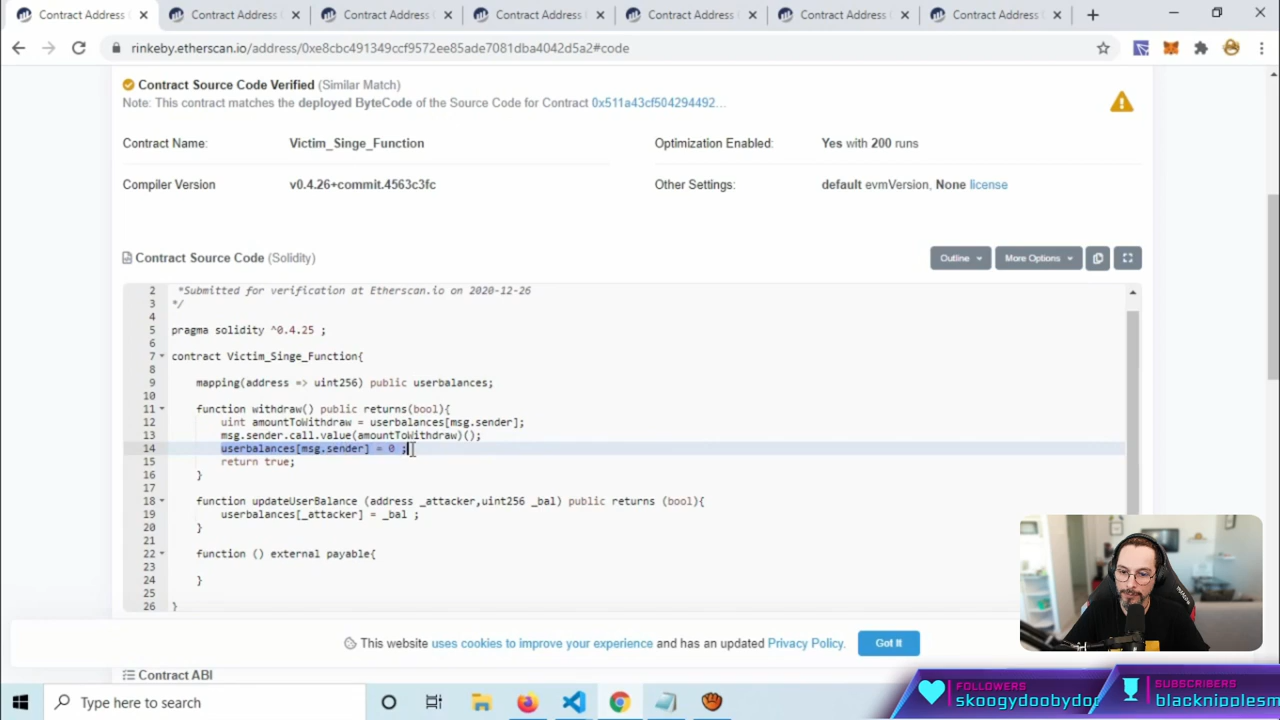 Contract Address
Contract Address
Contract Address
Contract Address
Contract Address
Contract Address
Contract Address
rinkeby.etherscan.io/address/0xe8cbc491349ccf9572ee85ade7081dba4042d5a2#code
Contract Source Code Verified (Similar Match)
Note: This contract matches the deployed ByteCode of the Source Code for Contract 0x511a43cf504294492...
Contract Name: Victim_Singe_Function Optimization Enabled: Yes with 200 runs
Compiler Version v0.4.26+commit.4563c3fc Other Settings: default evmVersion, None license
Contract Source Code (Solidity) Outline More Options
2 *Submitted for verification at Etherscan.io on 2020-12-26
3 */
4
5 pragma solidity ^0.4.25 ;
6
7 contract Victim_Singe_Function{
8
9 mapping(address => uint256) public userbalances;
10
11 function withdraw() public returns(bool){
12 uint amountToWithdraw = userbalances[msg.sender];
13 msg.sender.call.value(amountToWithdraw)();
14 userbalances[msg.sender] = 0 ;
15 return true;
16 }
17
18 function updateUserBalance (address _attacker,uint256 _bal) public returns (bool){
19 userbalances[_attacker] = _bal ;
20 }
21
22 function () external payable{
23
24 }
25
26 }
This website uses cookies to improve your experience and has an updated Privacy Policy. Got It
Contract ABI
FOLLOWERS
skoogydoobydoo
SUBSCRIBERS
blacknipplesm
Type here to search